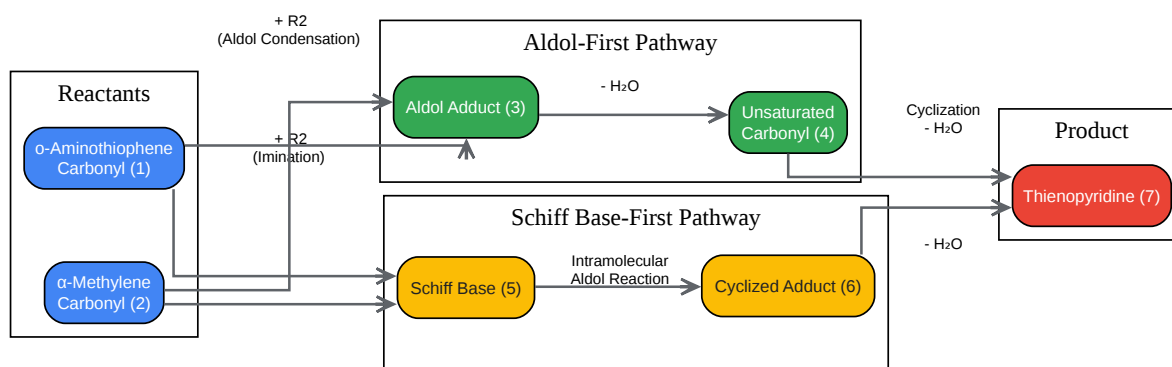 Reactants
o-Aminothiophene
Carbonyl (1)
α-Methylene
Carbonyl (2)
+ R2
(Aldol Condensation)
+ R2
(Imination)
Aldol-First Pathway
Aldol Adduct (3)
- H₂O
Unsaturated
Carbonyl (4)
Schiff Base-First Pathway
Schiff Base (5)
Intramolecular
Aldol Reaction
Cyclized Adduct (6)
Cyclization
- H₂O
- H₂O
Product
Thienopyridine (7)